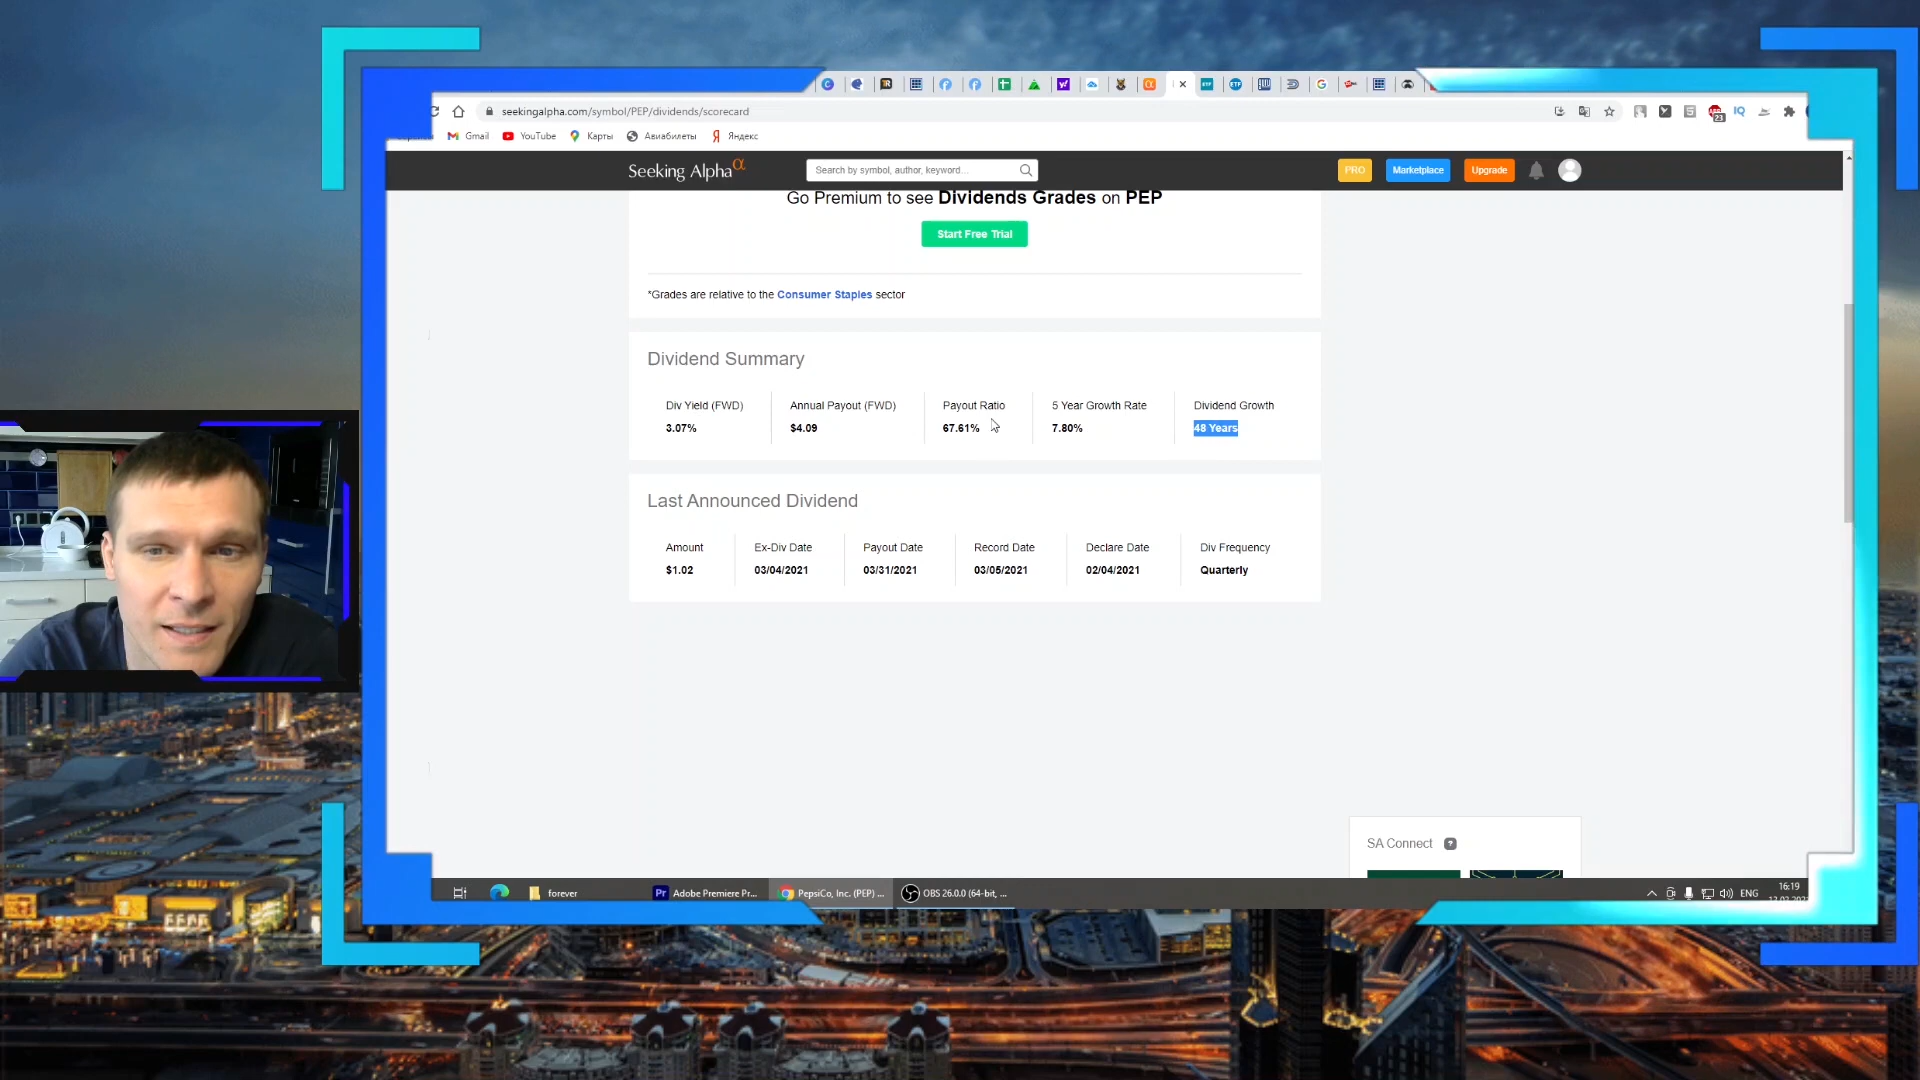 seekingalpha.com/symbol/PEP/dividends/scorecard
Gmail YouTube Карты Авиабилеты Яндекс
Seeking Alpha α
Search by symbol, author, keyword...
PRO Marketplace Upgrade
Go Premium to see Dividends Grades on PEP
Start Free Trial
*Grades are relative to the Consumer Staples sector
Dividend Summary
Div Yield (FWD) Annual Payout (FWD) Payout Ratio 5 Year Growth Rate Dividend Growth
3.07% $4.09 67.61% 7.80% 48 Years
Last Announced Dividend
Amount Ex-Div Date Payout Date Record Date Declare Date Div Frequency
$1.02 03/04/2021 03/31/2021 03/05/2021 02/04/2021 Quarterly
SA Connect ?
forever Pr Adobe Premiere Pr... PepsiCo, Inc. (PEP) ... OBS 26.0.0 (64-bit, ... ENG 16:19